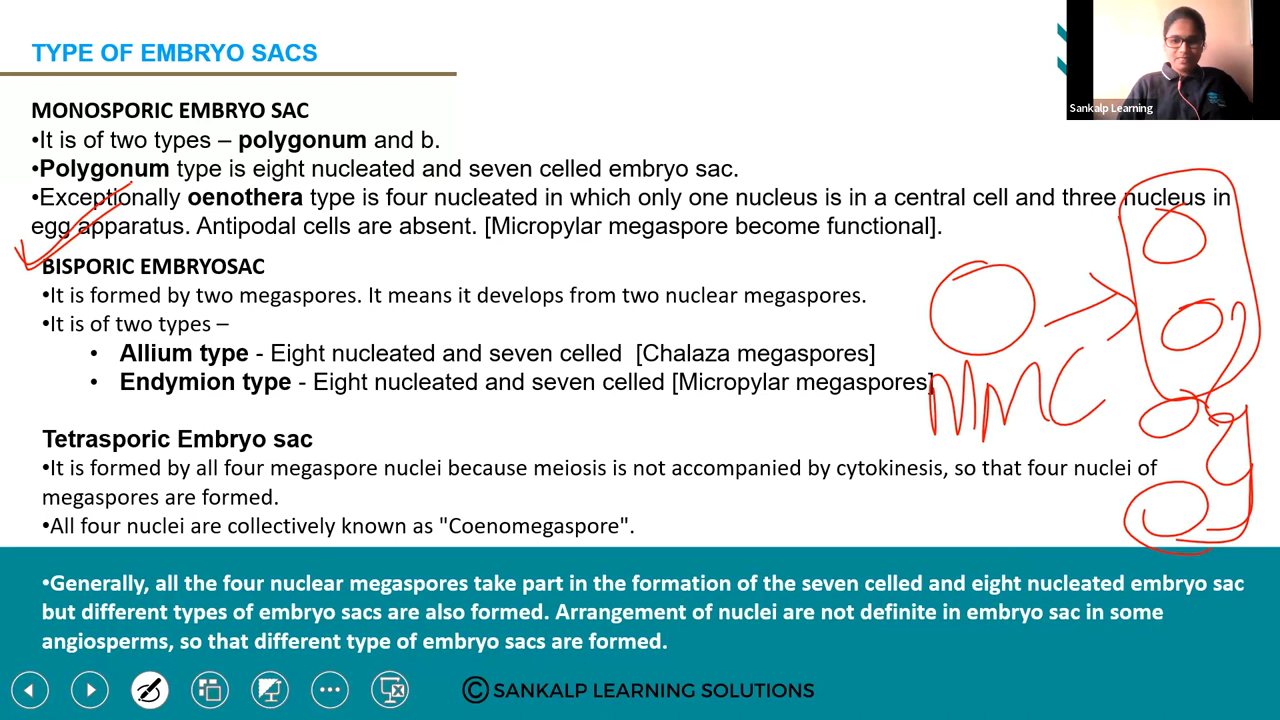 TYPE OF EMBRYO SACS
Sankalp Learning
MONOSPORIC EMBRYO SAC
•It is of two types – polygonum and b.
•Polygonum type is eight nucleated and seven celled embryo sac.
•Exceptionally oenothera type is four nucleated in which only one nucleus is in a central cell and three nucleus in
egg apparatus. Antipodal cells are absent. [Micropylar megaspore become functional].
BISPORIC EMBRYOSAC
•It is formed by two megaspores. It means it develops from two nuclear megaspores.
•It is of two types –
• Allium type - Eight nucleated and seven celled [Chalaza megaspores]
• Endymion type - Eight nucleated and seven celled [Micropylar megaspores]
MMC
Tetrasporic Embryo sac
•It is formed by all four megaspore nuclei because meiosis is not accompanied by cytokinesis, so that four nuclei of
megaspores are formed.
•All four nuclei are collectively known as "Coenomegaspore".
•Generally, all the four nuclear megaspores take part in the formation of the seven celled and eight nucleated embryo sac
but different types of embryo sacs are also formed. Arrangement of nuclei are not definite in embryo sac in some
angiosperms, so that different type of embryo sacs are formed.
© SANKALP LEARNING SOLUTIONS